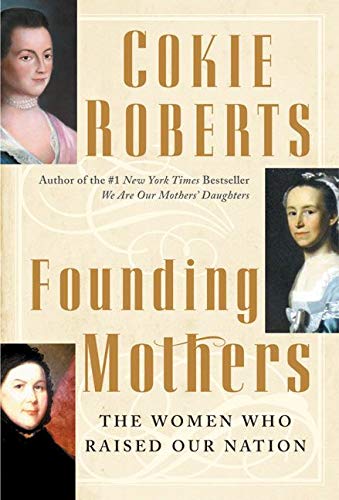 COKIE
ROBERTS
Author of the #1 New York Times Bestseller
We Are Our Mothers' Daughters
Founding
Mothers
THE WOMEN WHO
RAISED OUR NATION